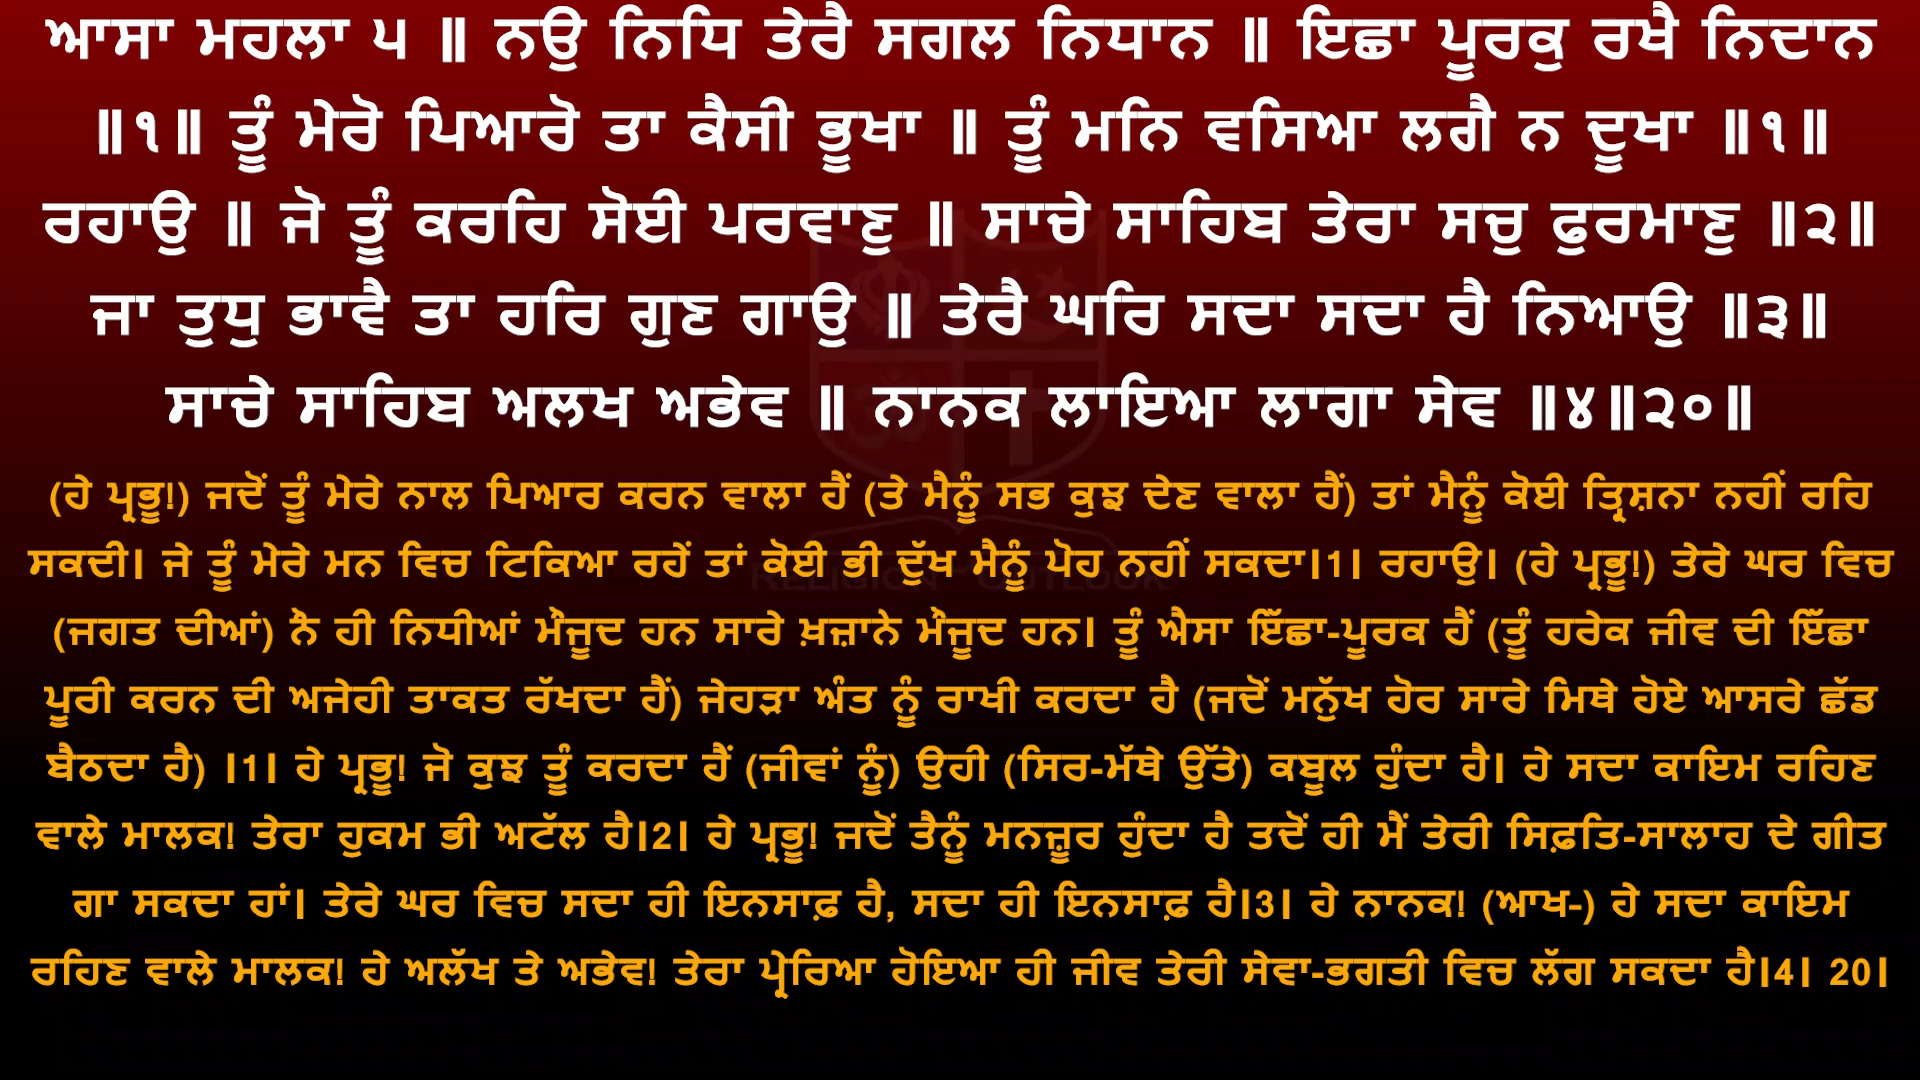 ਆਸਾ ਮਹਲਾ ੫ ॥ ਨਉ ਨਿਧਿ ਤੇਰੈ ਸਗਲ ਨਿਧਾਨ ॥ ਇਛਾ ਪੂਰਕੁ ਰਖੈ ਨਿਦਾਨ
॥੧॥ ਤੂੰ ਮੇਰੋ ਪਿਆਰੋ ਤਾ ਕੈਸੀ ਭੂਖਾ ॥ ਤੂੰ ਮਨਿ ਵਸਿਆ ਲਗੈ ਨ ਦੂਖਾ ॥੧॥
ਰਹਾਉ ॥ ਜੋ ਤੂੰ ਕਰਹਿ ਸੋਈ ਪਰਵਾਣੁ ॥ ਸਾਚੇ ਸਾਹਿਬ ਤੇਰਾ ਸਚੁ ਫੁਰਮਾਣੁ ॥੨॥
ਜਾ ਤੁਧੁ ਭਾਵੈ ਤਾ ਹਰਿ ਗੁਣ ਗਾਉ ॥ ਤੇਰੈ ਘਰਿ ਸਦਾ ਸਦਾ ਹੈ ਨਿਆਉ ॥੩॥
ਸਾਚੇ ਸਾਹਿਬ ਅਲਖ ਅਭੇਵ ॥ ਨਾਨਕ ਲਾਇਆ ਲਾਗਾ ਸੇਵ ॥੪॥੨੦॥
(ਹੇ ਪ੍ਰਭੂ!) ਜਦੋਂ ਤੂੰ ਮੇਰੇ ਨਾਲ ਪਿਆਰ ਕਰਨ ਵਾਲਾ ਹੈਂ (ਤੇ ਮੈਨੂੰ ਸਭ ਕੁਝ ਦੇਣ ਵਾਲਾ ਹੈਂ) ਤਾਂ ਮੈਨੂੰ ਕੋਈ ਤ੍ਰਿਸ਼ਨਾ ਨਹੀਂ ਰਹਿ
ਸਕਦੀ। ਜੇ ਤੂੰ ਮੇਰੇ ਮਨ ਵਿਚ ਟਿਕਿਆ ਰਹੇਂ ਤਾਂ ਕੋਈ ਭੀ ਦੁੱਖ ਮੈਨੂੰ ਪੋਹ ਨਹੀਂ ਸਕਦਾ।1। ਰਹਾਉ। (ਹੇ ਪ੍ਰਭੂ!) ਤੇਰੇ ਘਰ ਵਿਚ
(ਜਗਤ ਦੀਆਂ) ਨੌ ਹੀ ਨਿਧੀਆਂ ਮੌਜੂਦ ਹਨ ਸਾਰੇ ਖ਼ਜ਼ਾਨੇ ਮੌਜੂਦ ਹਨ। ਤੂੰ ਐਸਾ ਇੱਛਾ-ਪੂਰਕ ਹੈਂ (ਤੂੰ ਹਰੇਕ ਜੀਵ ਦੀ ਇੱਛਾ
ਪੂਰੀ ਕਰਨ ਦੀ ਅਜੇਹੀ ਤਾਕਤ ਰੱਖਦਾ ਹੈਂ) ਜੇਹੜਾ ਅੰਤ ਨੂੰ ਰਾਖੀ ਕਰਦਾ ਹੈ (ਜਦੋਂ ਮਨੁੱਖ ਹੋਰ ਸਾਰੇ ਮਿਥੇ ਹੋਏ ਆਸਰੇ ਛੱਡ
ਬੈਠਦਾ ਹੈ) ।1। ਹੇ ਪ੍ਰਭੂ! ਜੋ ਕੁਝ ਤੂੰ ਕਰਦਾ ਹੈਂ (ਜੀਵਾਂ ਨੂੰ) ਉਹੀ (ਸਿਰ-ਮੱਥੇ ਉੱਤੇ) ਕਬੂਲ ਹੁੰਦਾ ਹੈ। ਹੇ ਸਦਾ ਕਾਇਮ ਰਹਿਣ
ਵਾਲੇ ਮਾਲਕ! ਤੇਰਾ ਹੁਕਮ ਭੀ ਅਟੱਲ ਹੈ।2। ਹੇ ਪ੍ਰਭੂ! ਜਦੋਂ ਤੈਨੂੰ ਮਨਜ਼ੂਰ ਹੁੰਦਾ ਹੈ ਤਦੋਂ ਹੀ ਮੈਂ ਤੇਰੀ ਸਿਫ਼ਤਿ-ਸਾਲਾਹ ਦੇ ਗੀਤ
ਗਾ ਸਕਦਾ ਹਾਂ। ਤੇਰੇ ਘਰ ਵਿਚ ਸਦਾ ਹੀ ਇਨਸਾਫ਼ ਹੈ, ਸਦਾ ਹੀ ਇਨਸਾਫ਼ ਹੈ।3। ਹੇ ਨਾਨਕ! (ਆਖ-) ਹੇ ਸਦਾ ਕਾਇਮ
ਰਹਿਣ ਵਾਲੇ ਮਾਲਕ! ਹੇ ਅਲੱਖ ਤੇ ਅਭੇਵ! ਤੇਰਾ ਪ੍ਰੇਰਿਆ ਹੋਇਆ ਹੀ ਜੀਵ ਤੇਰੀ ਸੇਵਾ-ਭਗਤੀ ਵਿਚ ਲੱਗ ਸਕਦਾ ਹੈ।4। 20।
RELIGION OUTLOOK